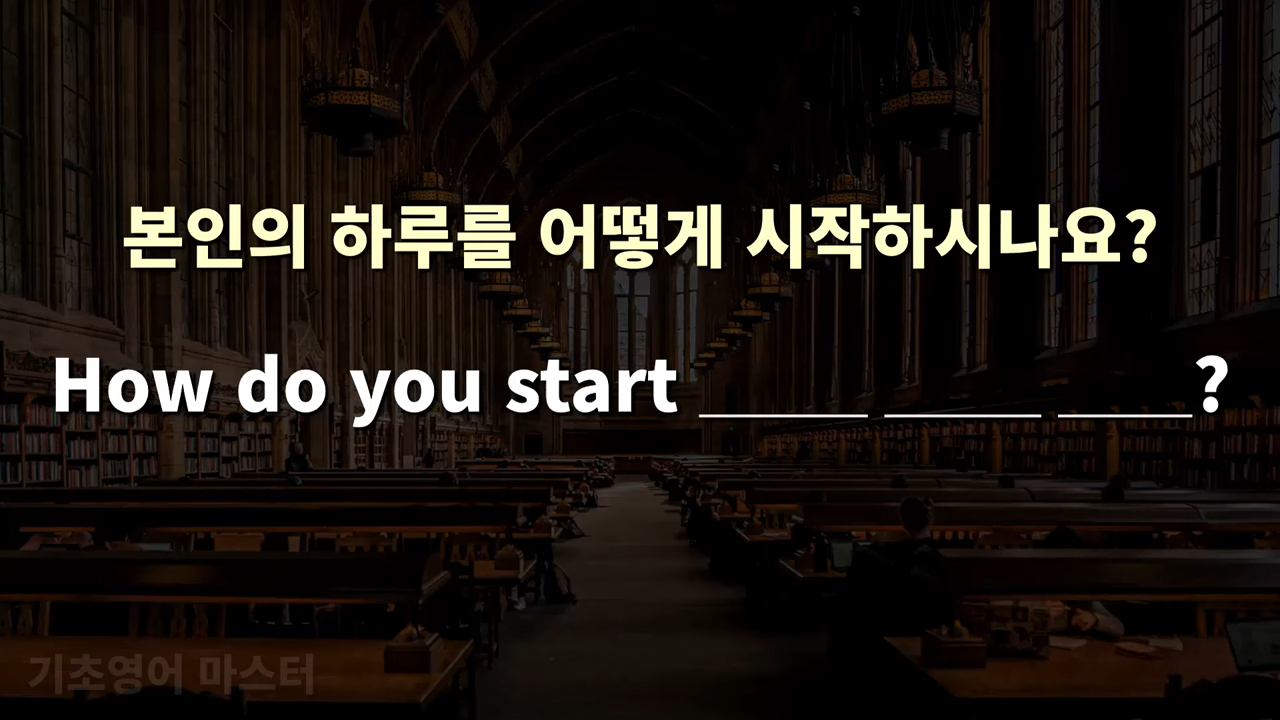 본인의 하루를 어떻게 시작하시나요?
How do you start _____ _____ ____?
기초영어 마스터